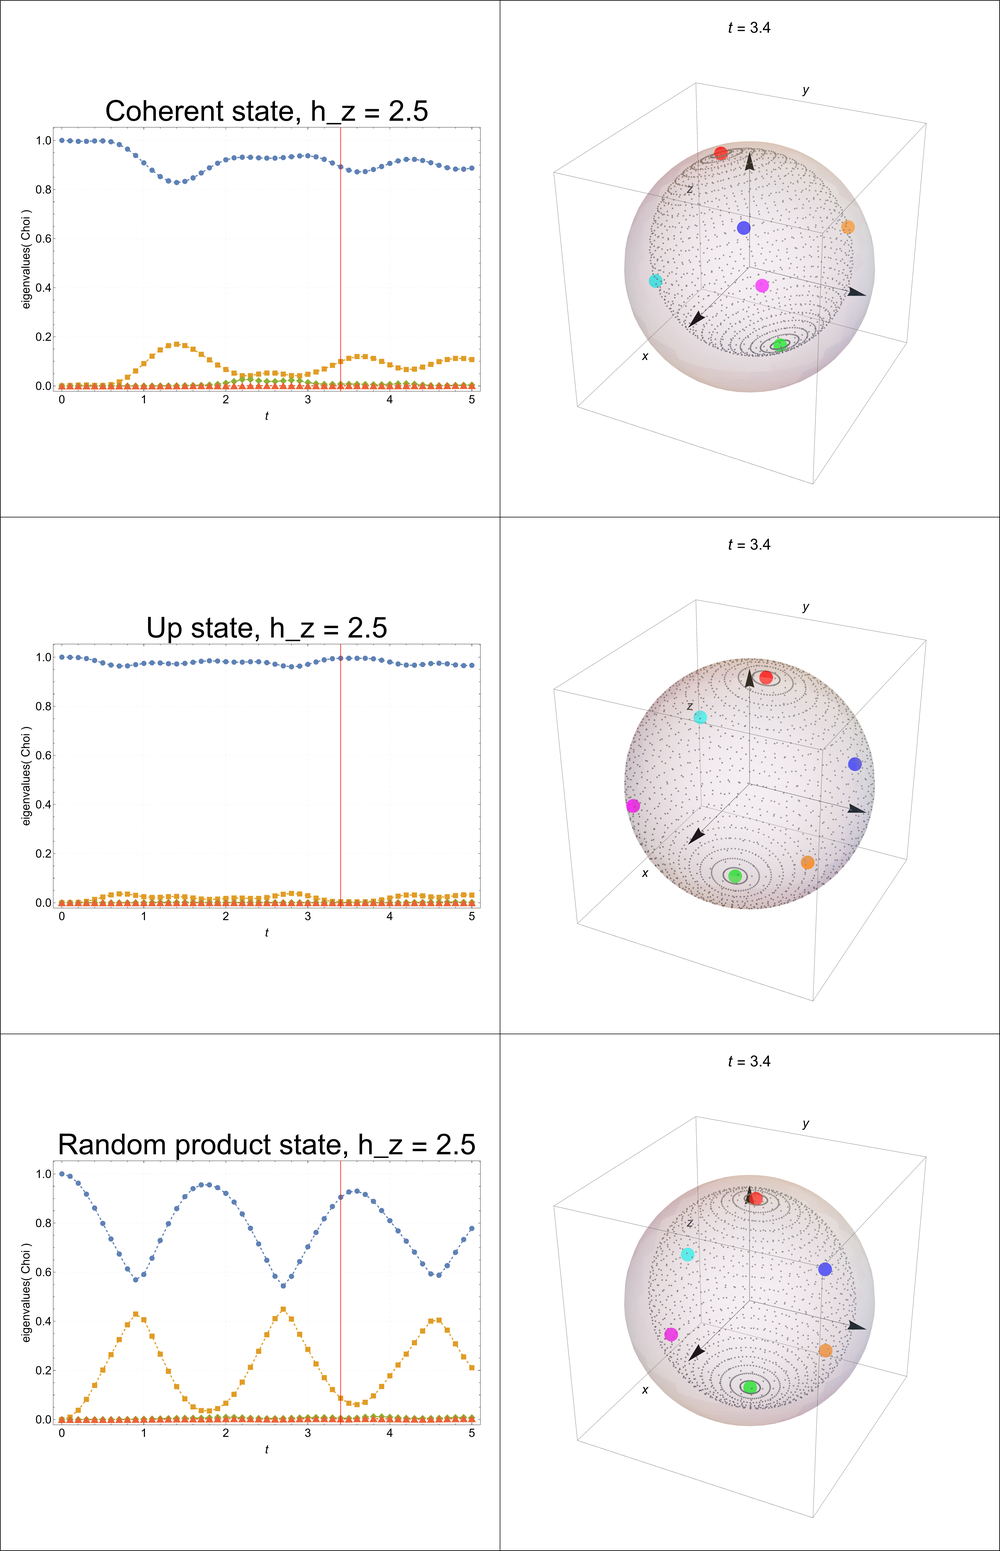 t = 3.4
y
Coherent state, h_z = 2.5
1.0
0.8
0.6
0.4
0.2
0.0
eigenvalues( Choi )
0 1 2 3 4 5
t
z
x
t = 3.4
y
Up state, h_z = 2.5
1.0
0.8
0.6
0.4
0.2
0.0
eigenvalues( Choi )
0 1 2 3 4 5
t
z
x
t = 3.4
y
Random product state, h_z = 2.5
1.0
0.8
0.6
0.4
0.2
0.0
eigenvalues( Choi )
0 1 2 3 4 5
t
z
x